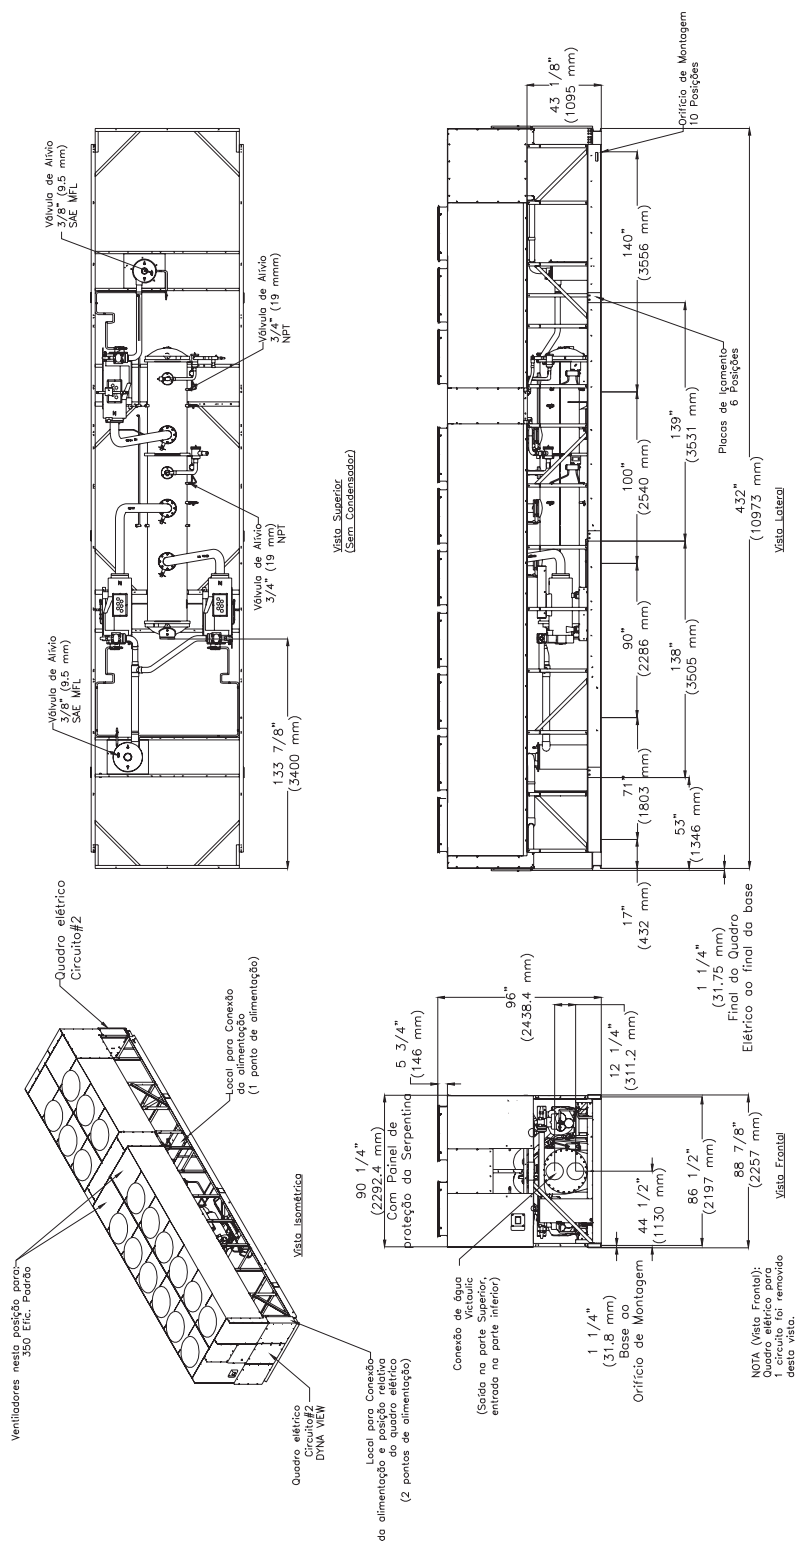 Ventiladores nesta posição para:
350 Efic. Padrão
Quadro elétrico
Circuito#2
Local para Conexão
da alimentação
(1 ponto de alimentação)
Vista Isométrica
Quadro elétrico
Circuito#2
DYNA VIEW
Local para Conexão
da alimentação e posição relativa
do quadro elétrico
(2 pontos de alimentação)
Válvula de Alívio
3/8" (9.5 mm)
SAE MFL
Válvula de Alívio
3/8" (9.5 mm)
SAE MFL
133 7/8"
(3400 mm)
Válvula de Alívio
3/4" (19 mm)
NPT
Válvula de Alívio
3/4" (19 mmm)
NPT
Vista Superior
(Sem Condensador)
90 1/4"
(2292.4 mm)
Com Painel de
proteção da Serpentina
5 3/4"
(146 mm)
96"
(2438.4 mm)
12 1/4"
(311.2 mm)
Conexão de água
Victaulic
(Saída na parte Superior,
entrada na parte inferior)
1 1/4"
(31.8 mm)
Base ao
Orifício de Montagem
44 1/2"
(1130 mm)
86 1/2"
(2197 mm)
88 7/8"
(2257 mm)
Vista Frontal
NOTA (Vista Frontal):
Quadro elétrico para
1 circuito foi removido
desta vista.
43 1/8"
(1095 mm)
Orifício de Montagem
10 Posições
17"
(432 mm)
71"
(1803 mm)
90"
(2286 mm)
100"
(2540 mm)
140"
(3556 mm)
53"
(1346 mm)
138"
(3505 mm)
139"
(3531 mm)
Placas de Içamento
6 Posições
1 1/4"
(31.75 mm)
Final do Quadro
Elétrico ao final da base
432"
(10973 mm)
Vista Lateral